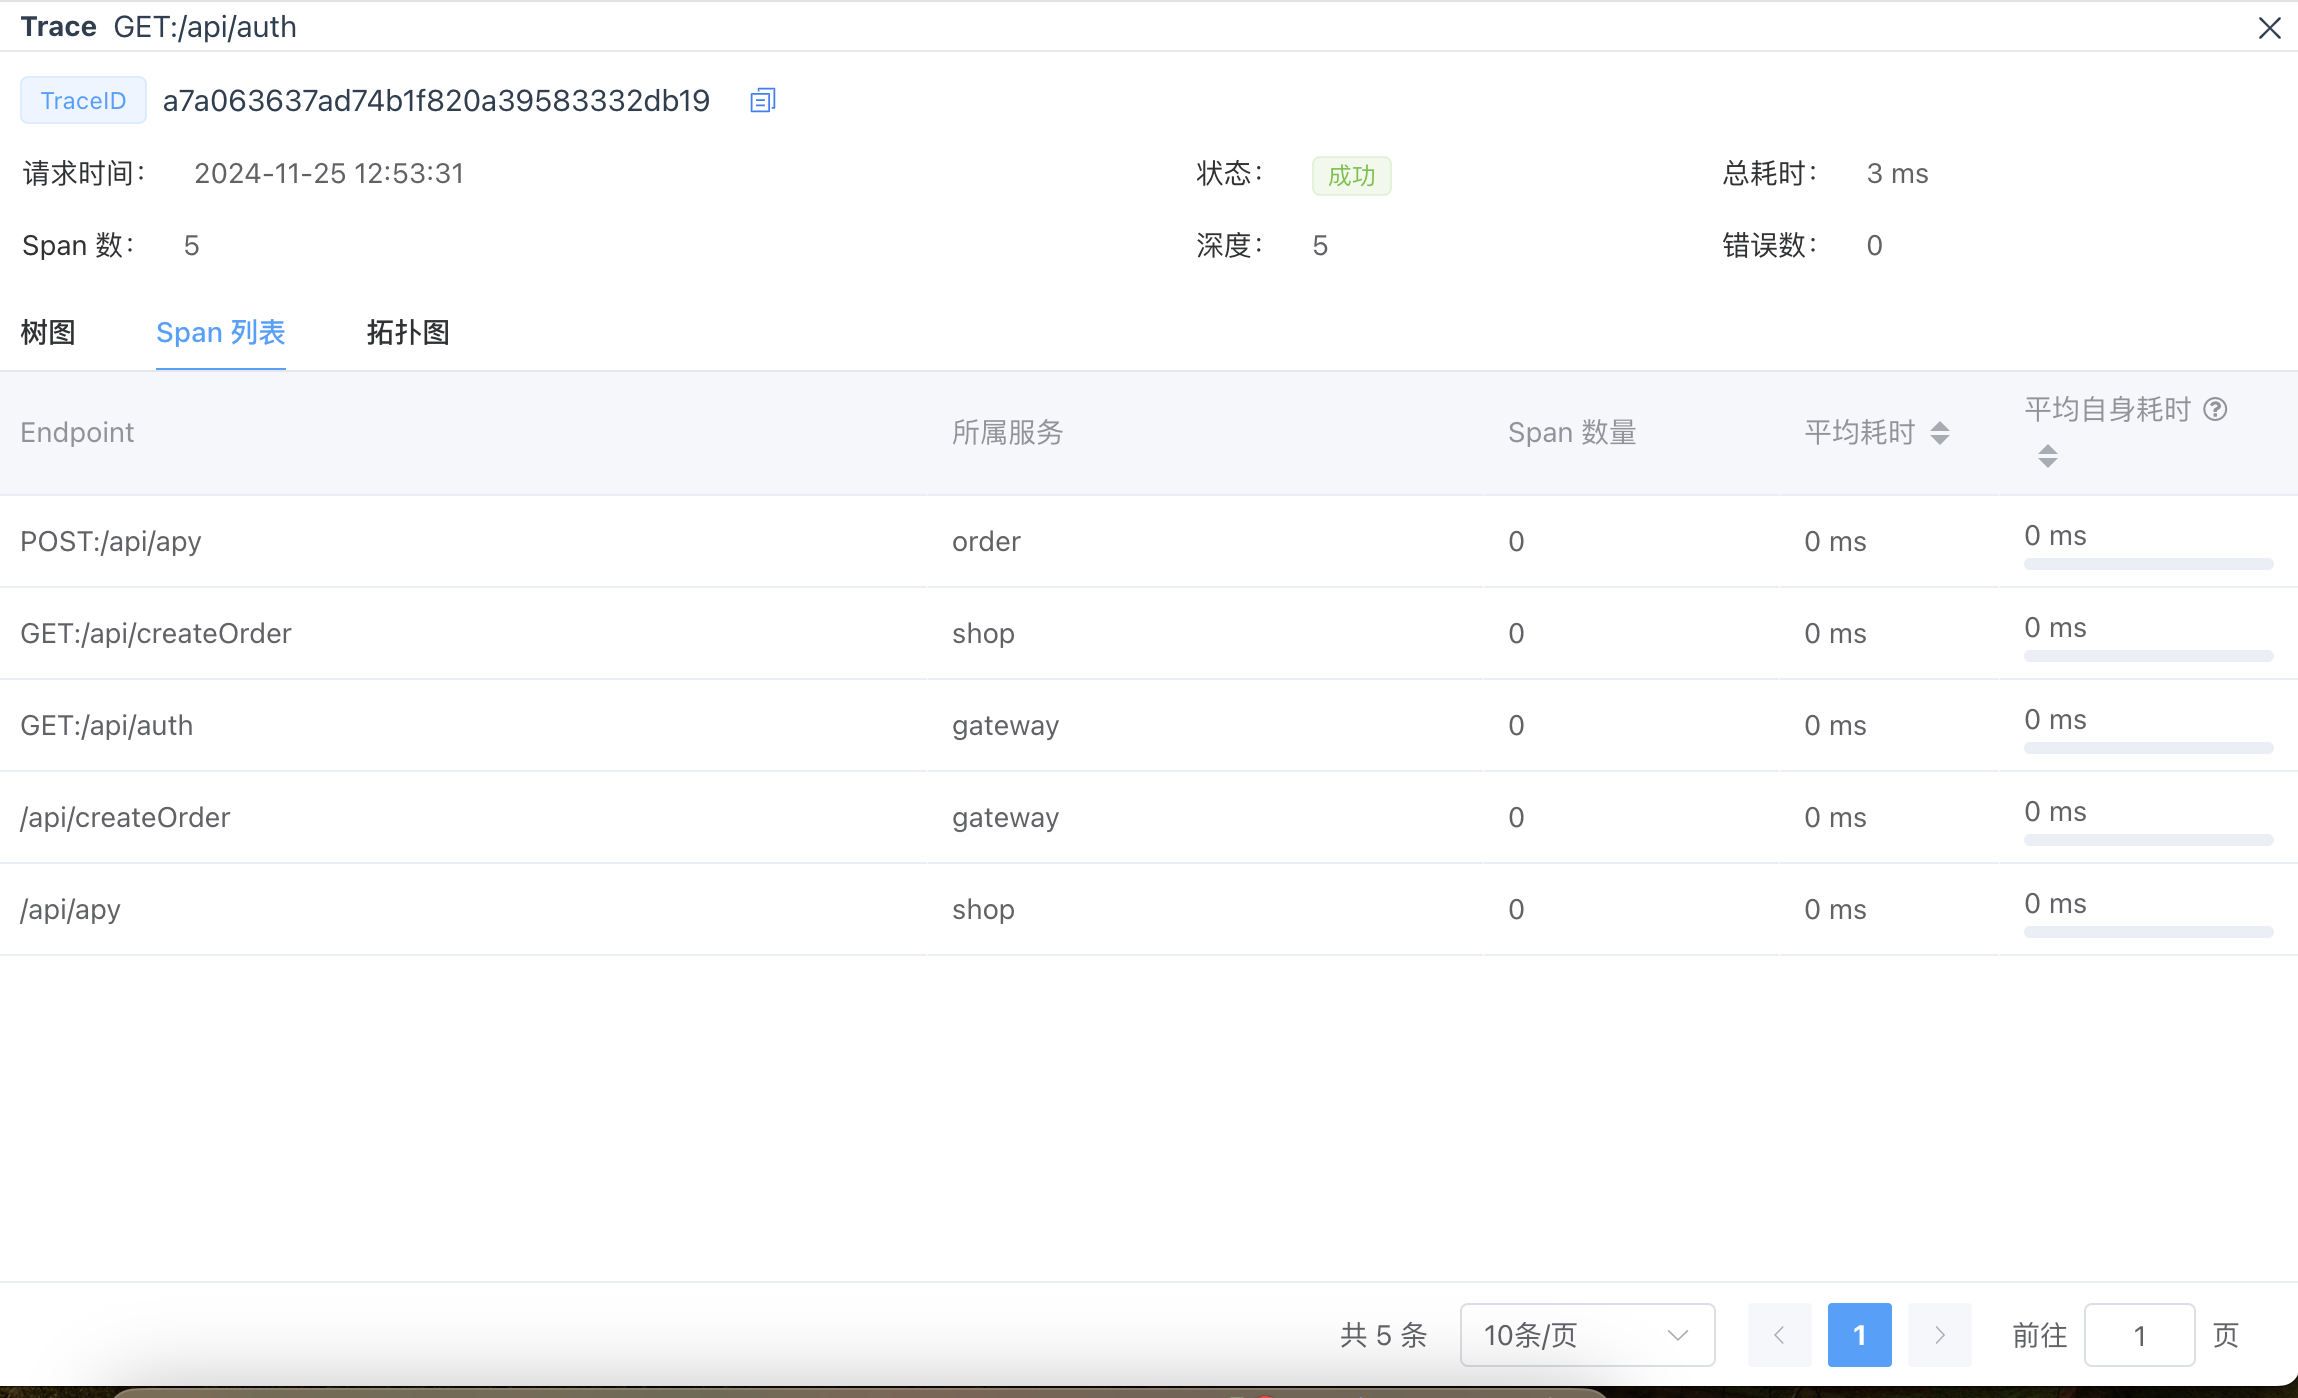 Trace GET:/api/auth
TraceID a7a063637ad74b1f820a39583332db19
请求时间： 2024-11-25 12:53:31 状态： 成功 总耗时： 3 ms
Span 数： 5 深度： 5 错误数： 0
树图 Span 列表 拓扑图
Endpoint 所属服务 Span 数量 平均耗时 平均自身耗时
POST:/api/apy order 0 0 ms 0 ms
GET:/api/createOrder shop 0 0 ms 0 ms
GET:/api/auth gateway 0 0 ms 0 ms
/api/createOrder gateway 0 0 ms 0 ms
/api/apy shop 0 0 ms 0 ms
共 5 条 10条/页 1 前往 1 页